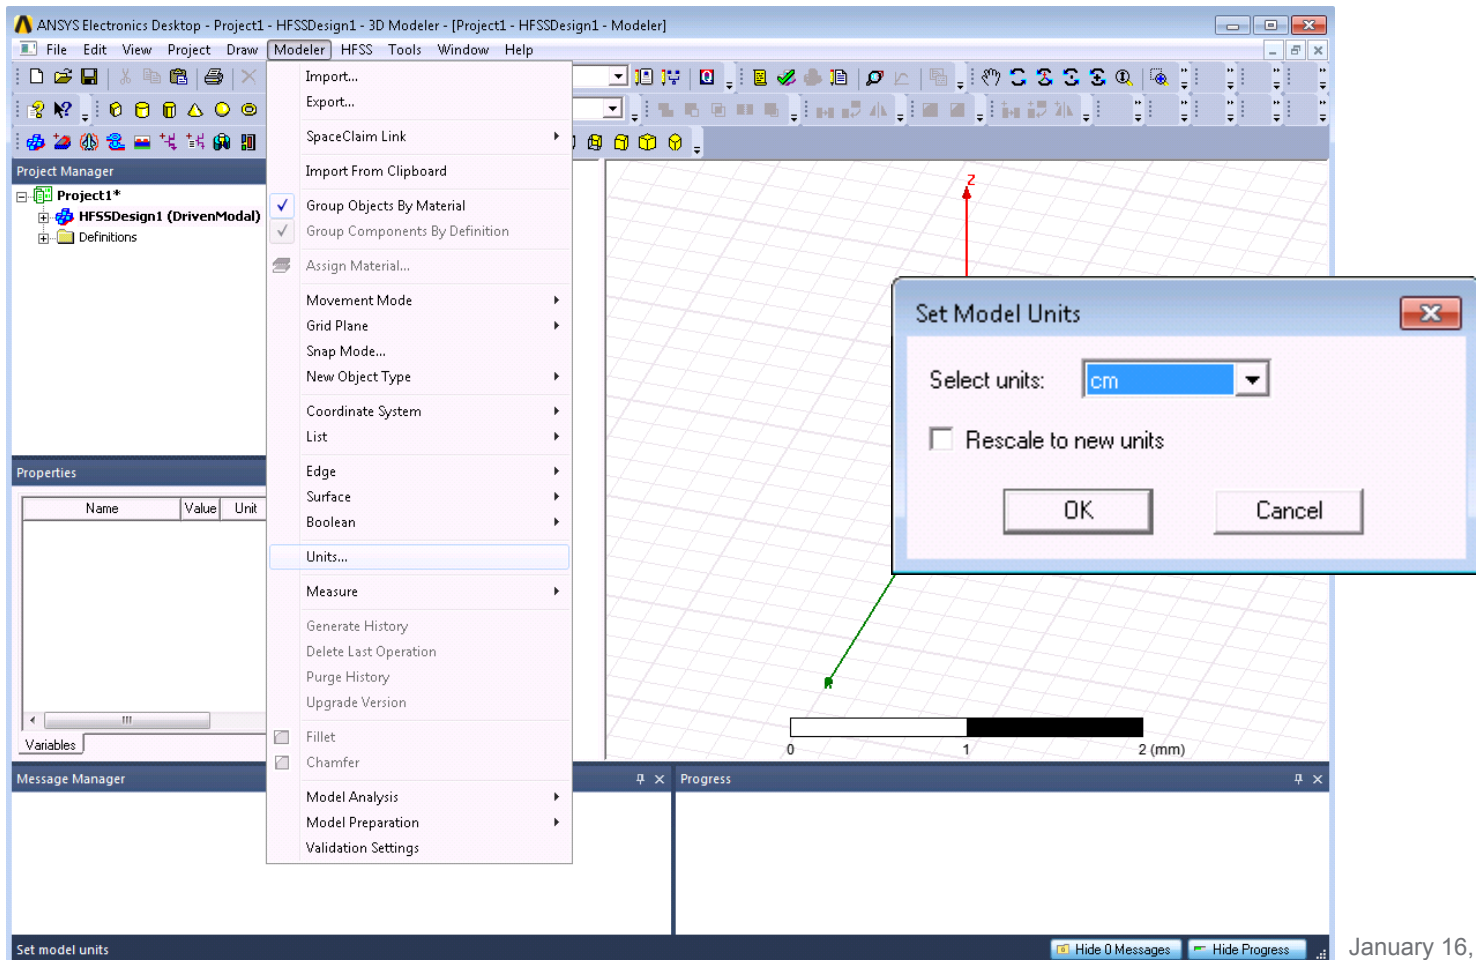 ANSYS Electronics Desktop - Project1 - HFSSDesign1 - 3D Modeler - [Project1 - HFSSDesign1 - Modeler]
File Edit View Project Draw Modeler HFSS Tools Window Help
Import...
Export...
SpaceClaim Link
Import From Clipboard
Group Objects By Material
Group Components By Definition
Assign Material...
Movement Mode
Grid Plane
Snap Mode...
New Object Type
Coordinate System
List
Edge
Surface
Boolean
Units...
Measure
Generate History
Delete Last Operation
Purge History
Upgrade Version
Fillet
Chamfer
Model Analysis
Model Preparation
Validation Settings
Project Manager
Project1*
HFSSDesign1 (DrivenModal)
Definitions
Properties
Name Value Unit
Variables
Z
0 1 2 (mm)
Set Model Units
Select units: cm
Rescale to new units
OK Cancel
Message Manager
Progress
Set model units
Hide 0 Messages Hide Progress
January 16,